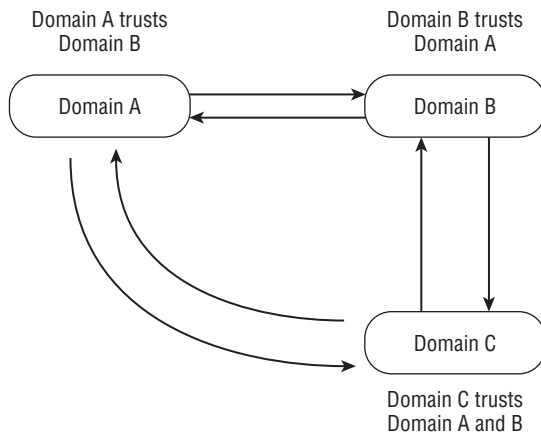 Domain A trusts
Domain B
Domain B trusts
Domain A
Domain A
Domain B
Domain C
Domain C trusts
Domain A and B